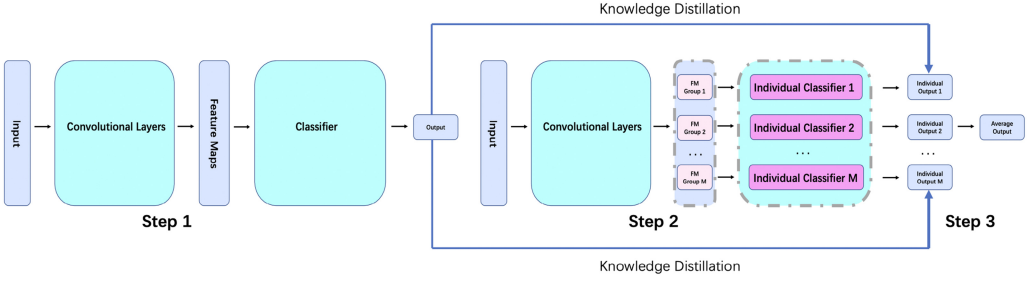 Knowledge Distillation
Input
Convolutional Layers
Feature Maps
Classifier
Output
Step 1
Input
Convolutional Layers
FM
Group 1
FM
Group 2
...
FM
Group M
Individual Classifier 1
Individual Classifier 2
...
Individual Classifier M
Step 2
Individual
Output 1
Individual
Output 2
...
Individual
Output M
Average
Output
Step 3
Knowledge Distillation